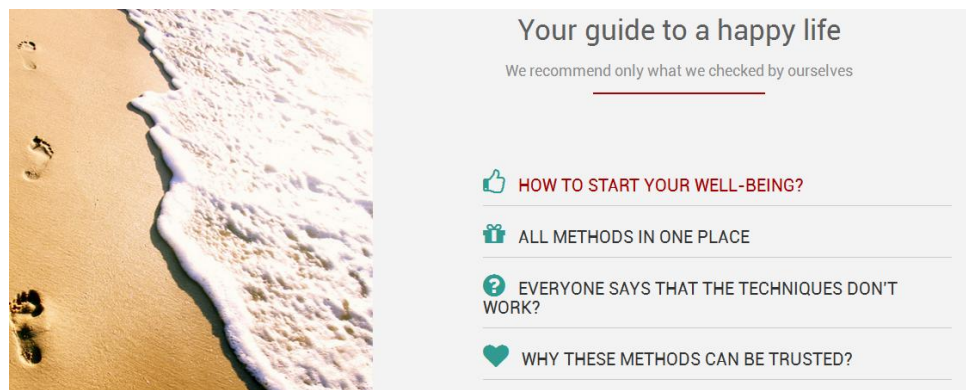 Your guide to a happy life
We recommend only what we checked by ourselves
HOW TO START YOUR WELL-BEING?
ALL METHODS IN ONE PLACE
EVERYONE SAYS THAT THE TECHNIQUES DON'T
WORK?
WHY THESE METHODS CAN BE TRUSTED?